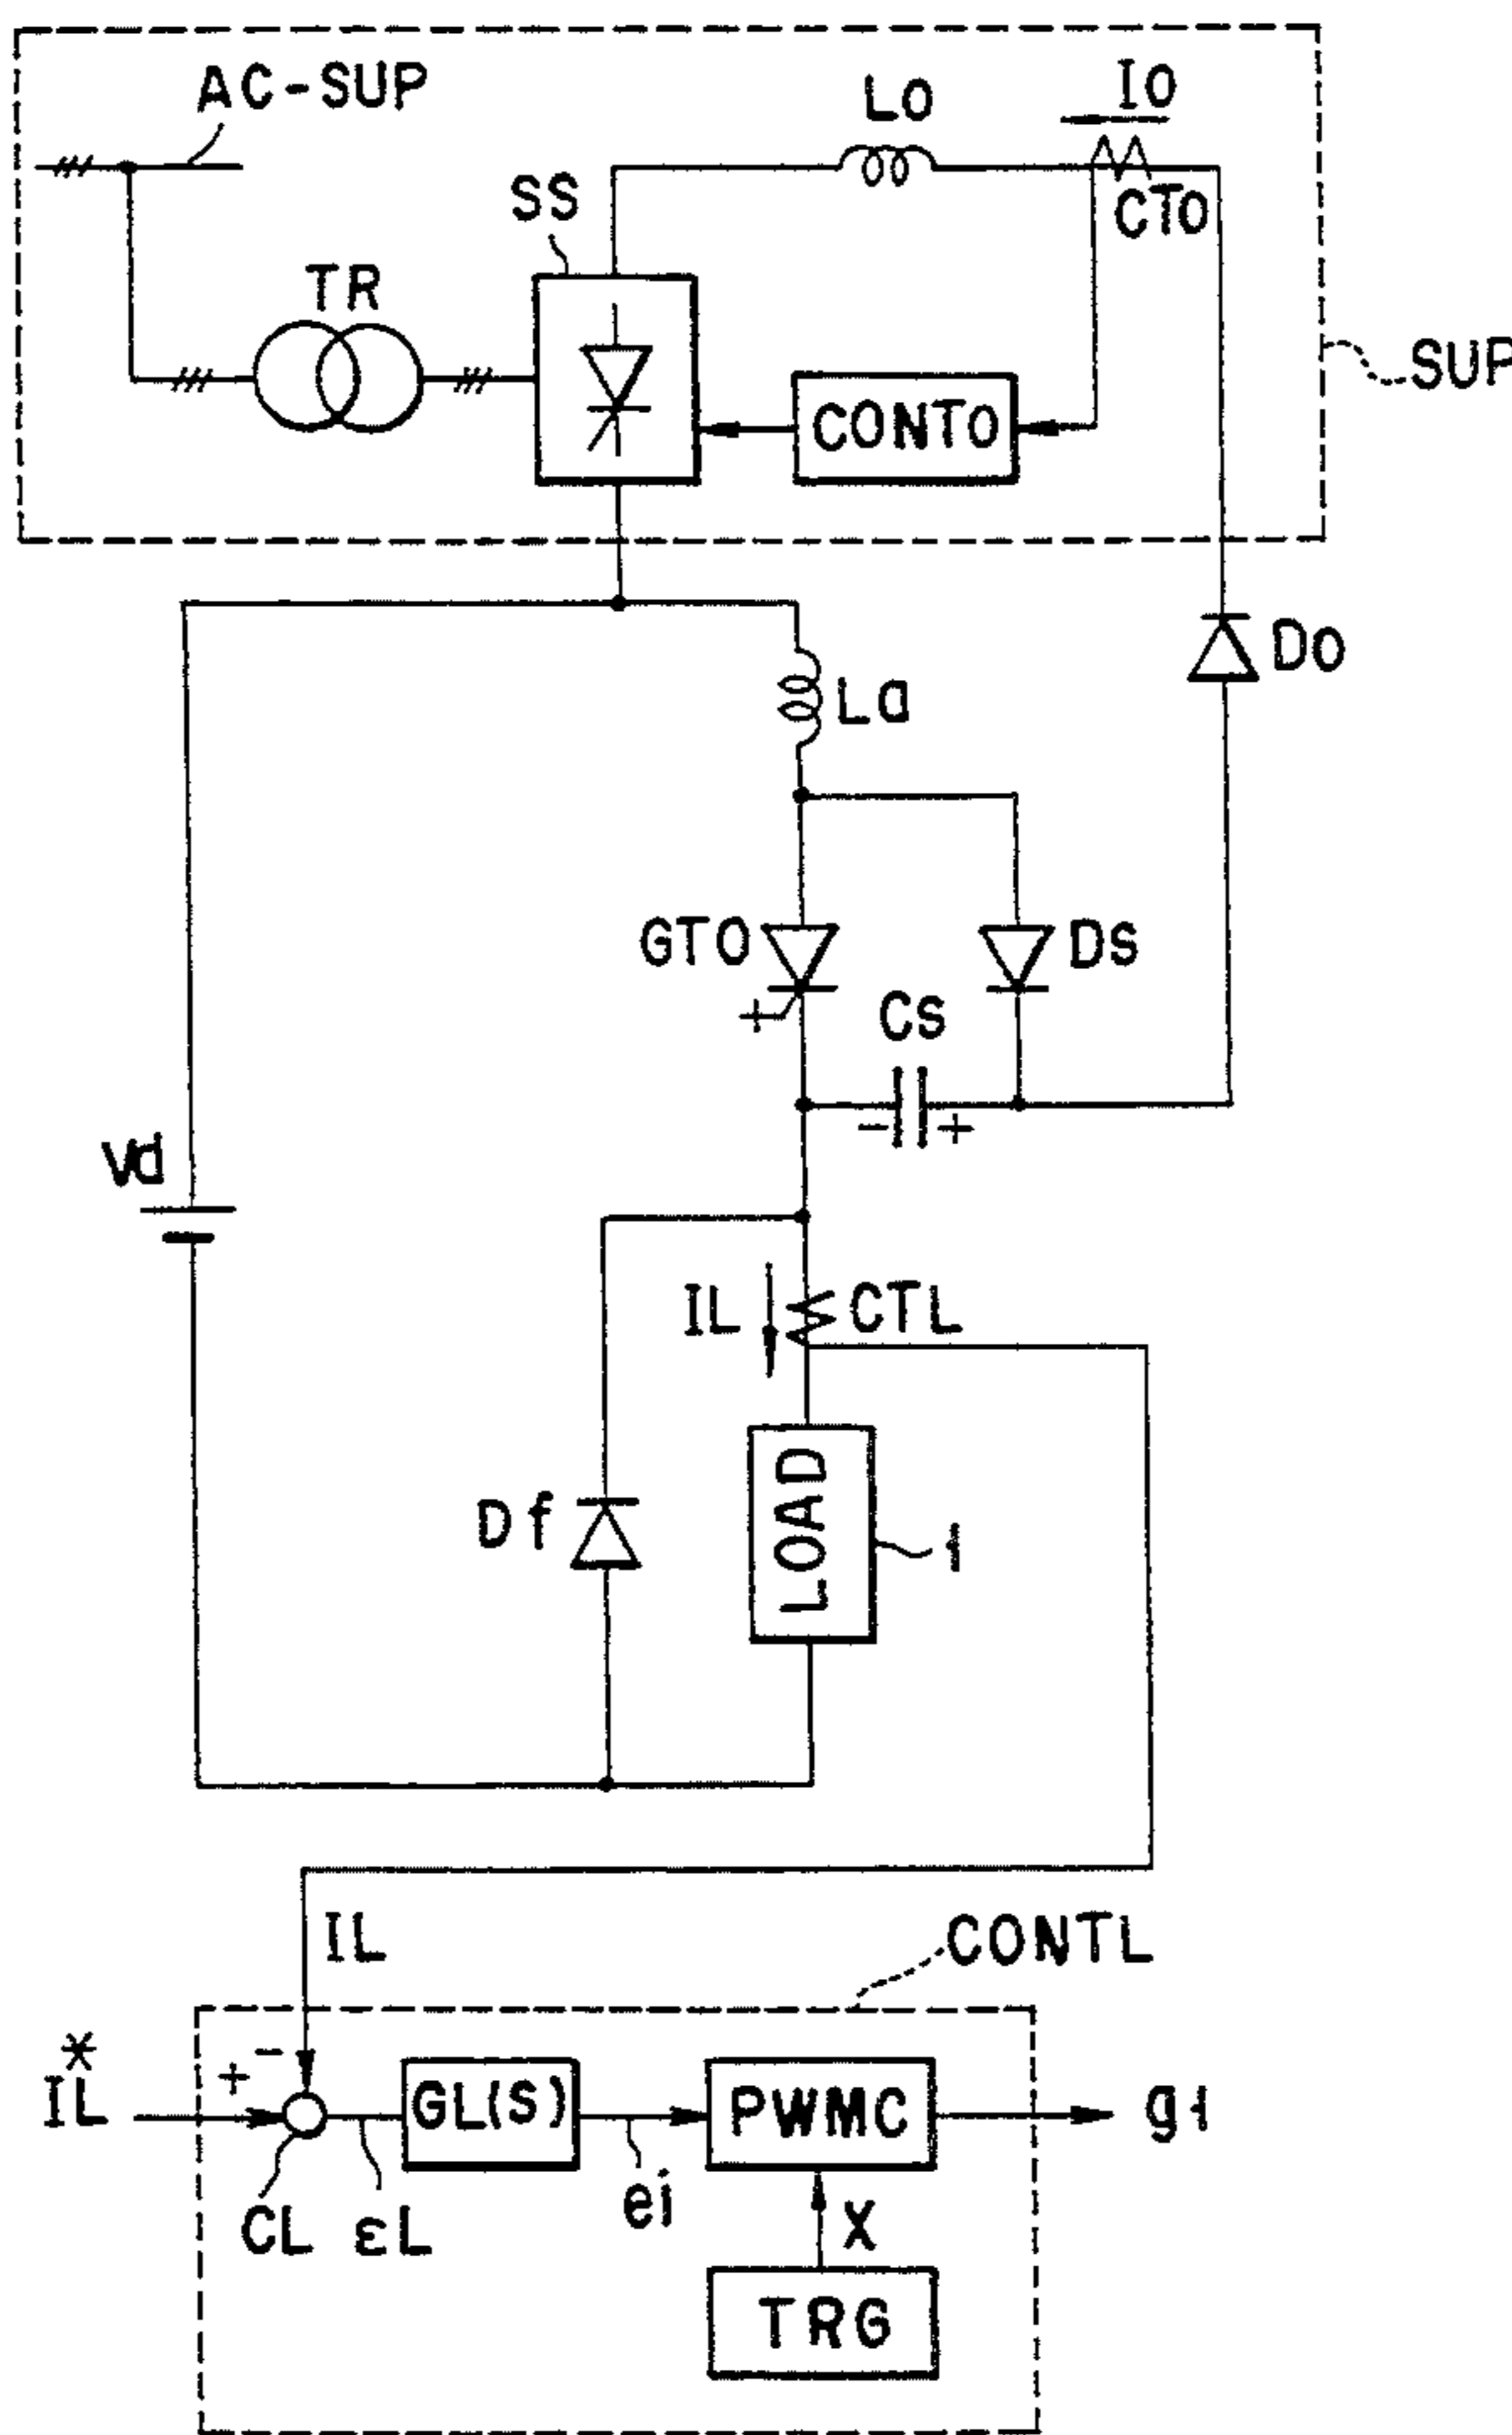 AC-SUP
Lo
Io
SS
CTo
TR
SUP
CONTo
Do
La
GTO
Ds
+
Cs
- +
Vd
IL
CTL
LOAD
Df
1
IL
CONTL
*
IL
+ -
GL(S)
PWMC
g1
CL
εL
ei
X
TRG